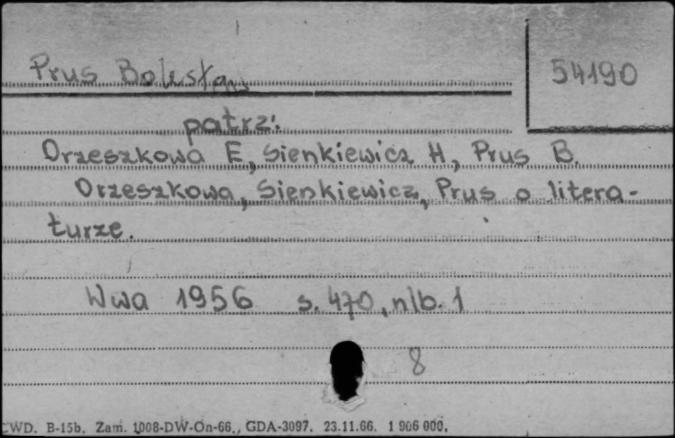 Prus Bolesław
54190
patrz:
Orzeszkowa E, Sienkiewicz H, Prus B.
Orzeszkowa, Sienkiewicz, Prus o litera-
turze.
Wwa 1956 s. 470, nlb. 1
8
CWD. B-15b. Zam. 1008-DW-On-66., GDA-3097. 23.11.66. 1 906 000.